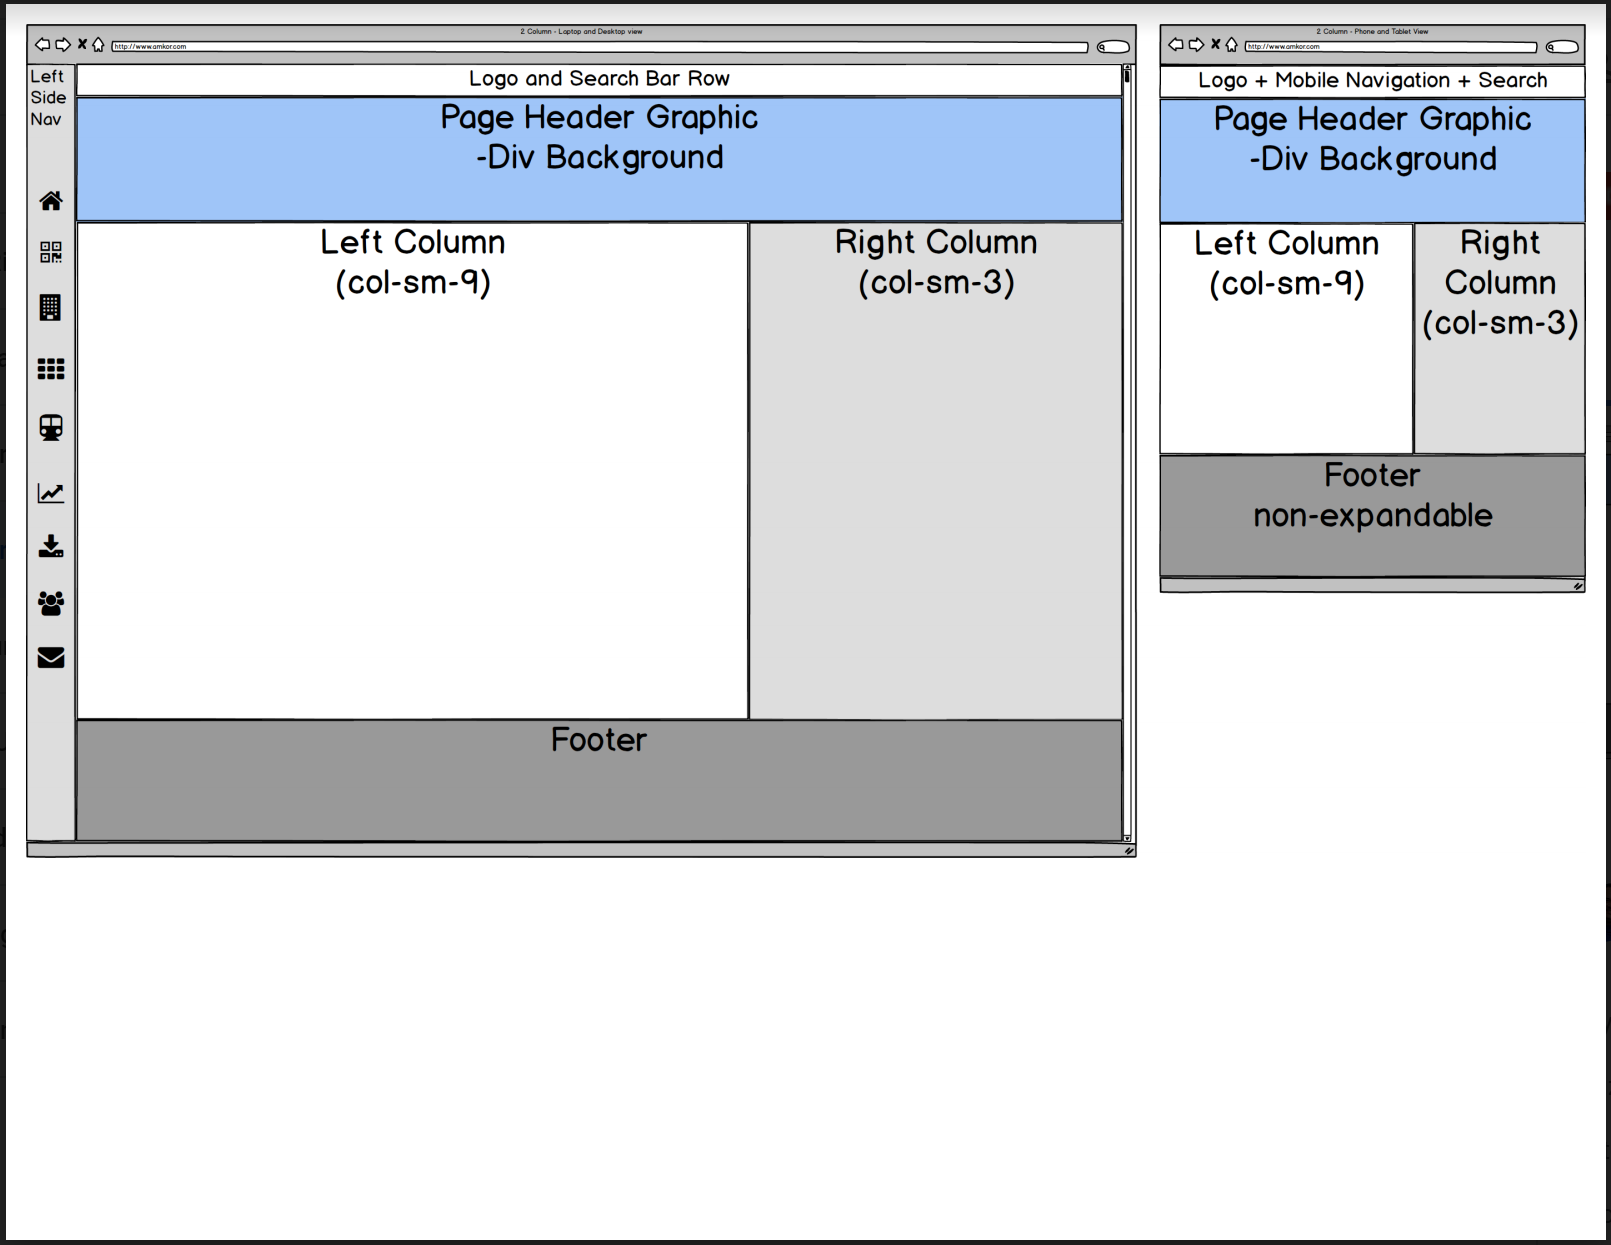 2 Column - Laptop and Desktop view
http://www.amkor.com
Left
Side
Nav
Logo and Search Bar Row
Page Header Graphic
-Div Background
Left Column
(col-sm-9)
Right Column
(col-sm-3)
Footer
2 Column - Phone and Tablet View
http://www.amkor.com
Logo + Mobile Navigation + Search
Page Header Graphic
-Div Background
Left Column
(col-sm-9)
Right
Column
(col-sm-3)
Footer
non-expandable